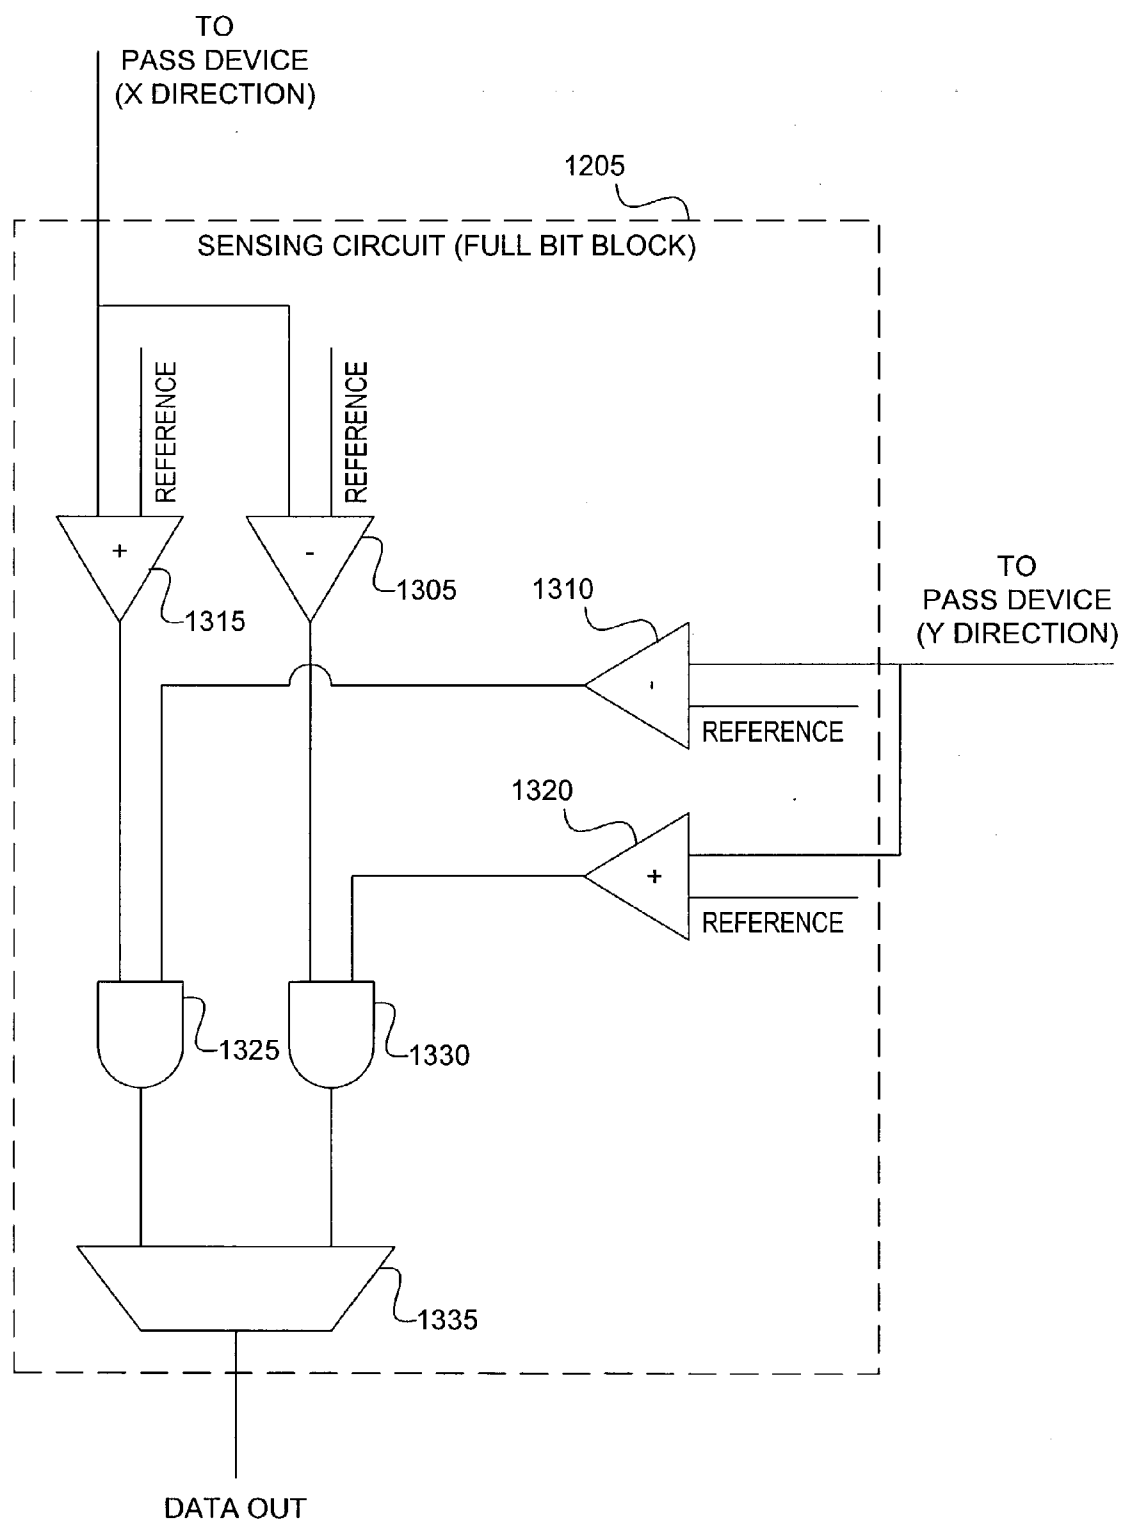 TO
PASS DEVICE
(X DIRECTION)
1205
SENSING CIRCUIT (FULL BIT BLOCK)
REFERENCE
REFERENCE
+
-
1305
1315
1310
TO
PASS DEVICE
(Y DIRECTION)
-
REFERENCE
1320
+
REFERENCE
1325
1330
1335
DATA OUT